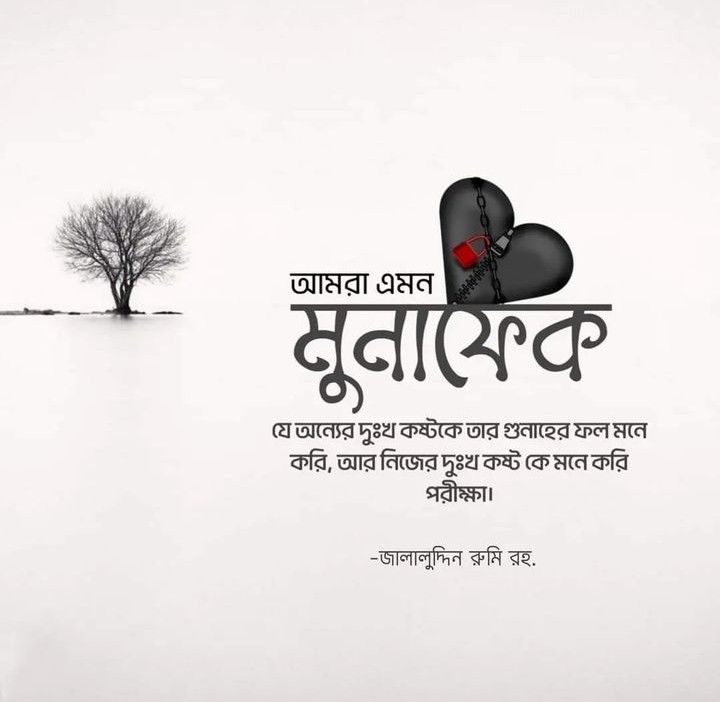 আমরা এমন
মুনাফেক
যে অন্যের দুঃখ কষ্টকে তার গুনাহের ফল মনে
করি, আর নিজের দুঃখ কষ্ট কে মনে করি
পরীক্ষা।
-জালালুদ্দিন রুমি রহ.